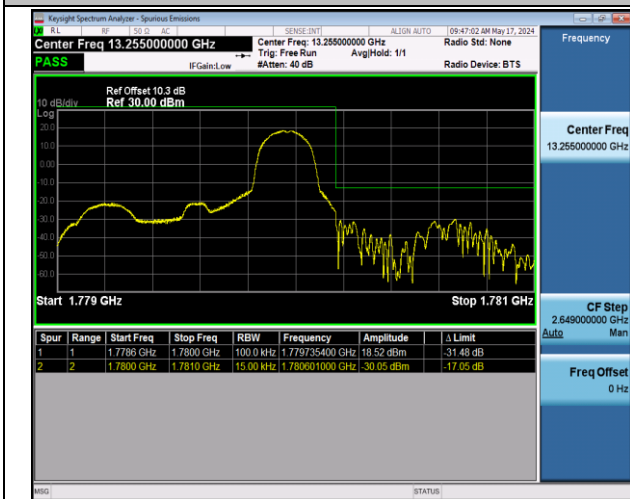 Keysight Spectrum Analyzer - Spurious Emissions
RL RF 50 Ω AC SENSE:INT ALIGN AUTO 09:47:02 AM May 17, 2024
Center Freq 13.255000000 GHz
Center Freq: 13.255000000 GHz
Radio Std: None
Trig: Free Run Avg|Hold: 1/1
PASS IFGain:Low #Atten: 40 dB Radio Device: BTS
Ref Offset 10.3 dB
10 dB/div Ref 30.00 dBm
Log
20.0
10.0
0.00
-10.0
-20.0
-30.0
-40.0
-50.0
-60.0
Start 1.779 GHz Stop 1.781 GHz
Spur Range Start Freq Stop Freq RBW Frequency Amplitude Δ Limit
1 1 1.7786 GHz 1.7800 GHz 100.0 kHz 1.779735400 GHz 18.52 dBm -31.48 dB
2 2 1.7800 GHz 1.7810 GHz 15.00 kHz 1.780601000 GHz -30.05 dBm -17.05 dB
MSG STATUS
Frequency
Center Freq
13.255000000 GHz
CF Step
2.649000000 GHz
Auto Man
Freq Offset
0 Hz